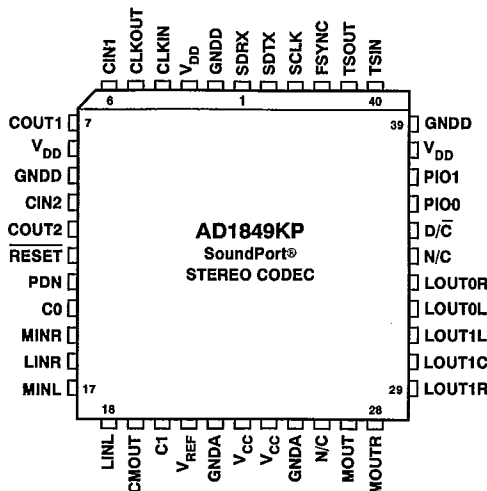 CIN1
CLKOUT
CLKIN
VDD
GNDD
SDRX
SDTX
SCLK
FSYNC
TSOUT
TSIN
6
1
40
COUT1
VDD
GNDD
CIN2
COUT2
RESET
PDN
C0
MINR
LINR
MINL
7
17
AD1849KP
SoundPort®
STEREO CODEC
39
29
GNDD
VDD
PIO1
PIO0
D/C
N/C
LOUT0R
LOUT0L
LOUT1L
LOUT1C
LOUT1R
18
28
LINL
CMOUT
C1
VREF
GNDA
VCC
VCC
GNDA
N/C
MOUT
MOUTR